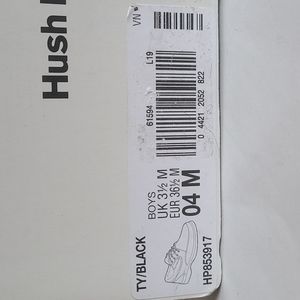 Hush
VN
L19
61594
0 4421 2052 822
BOYS
UK 3½ M
EUR 36½ M
04 M
TY/BLACK
HP853917